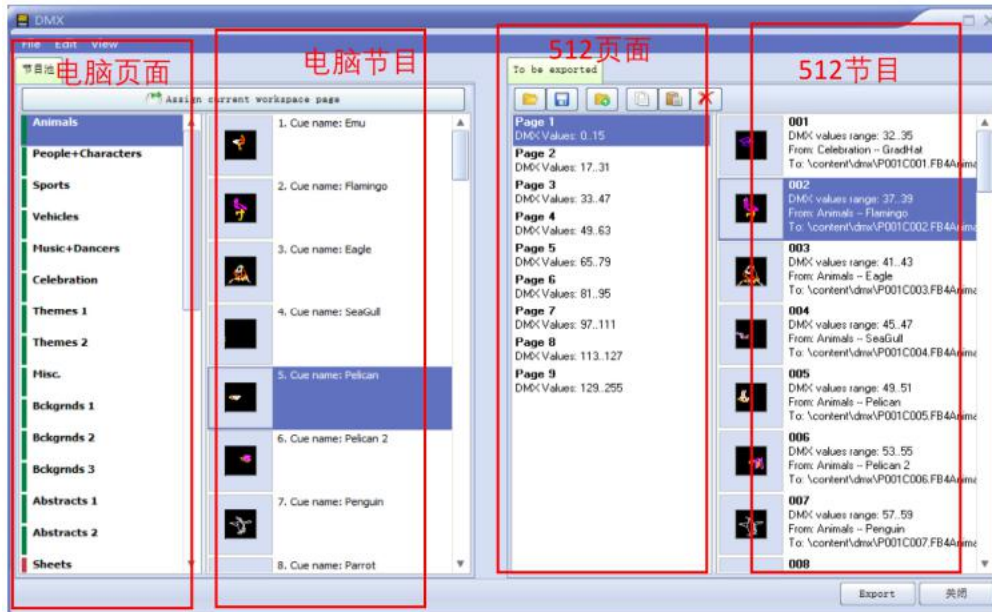 DMX
File Edit View
电脑页面
电脑节目
512页面
512节目
节目池
To be exported
Assign current workspace page
Animals
People+Characters
Sports
Vehicles
Music+Dancers
Celebration
Themes 1
Themes 2
Misc.
Bckgrnds 1
Bckgrnds 2
Bckgrnds 3
Abstracts 1
Abstracts 2
Sheets
1. Cue name: Emu
2. Cue name: Flamingo
3. Cue name: Eagle
4. Cue name: SeaGull
5. Cue name: Pelican
6. Cue name: Pelican 2
7. Cue name: Penguin
8. Cue name: Parrot
Page 1
DMX Values: 0..15
Page 2
DMX Values: 17..31
Page 3
DMX Values: 33..47
Page 4
DMX Values: 49..63
Page 5
DMX Values: 65..79
Page 6
DMX Values: 81..95
Page 7
DMX Values: 97..111
Page 8
DMX Values: 113..127
Page 9
DMX Values: 129..255
001
DMX values range: 32..35
From: Celebration -- GradHat
To: \content\dmx\P001C001.FB4Anima
002
DMX values range: 37..39
From: Animals -- Flamingo
To: \content\dmx\P001C002.FB4Anima
003
DMX values range: 41..43
From: Animals -- Eagle
To: \content\dmx\P001C003.FB4Anima
004
DMX values range: 45..47
From: Animals -- SeaGull
To: \content\dmx\P001C004.FB4Anima
005
DMX values range: 49..51
From: Animals -- Pelican
To: \content\dmx\P001C005.FB4Anima
006
DMX values range: 53..55
From: Animals -- Pelican 2
To: \content\dmx\P001C006.FB4Anima
007
DMX values range: 57..59
From: Animals -- Penguin
To: \content\dmx\P001C007.FB4Anima
008
Export
关闭